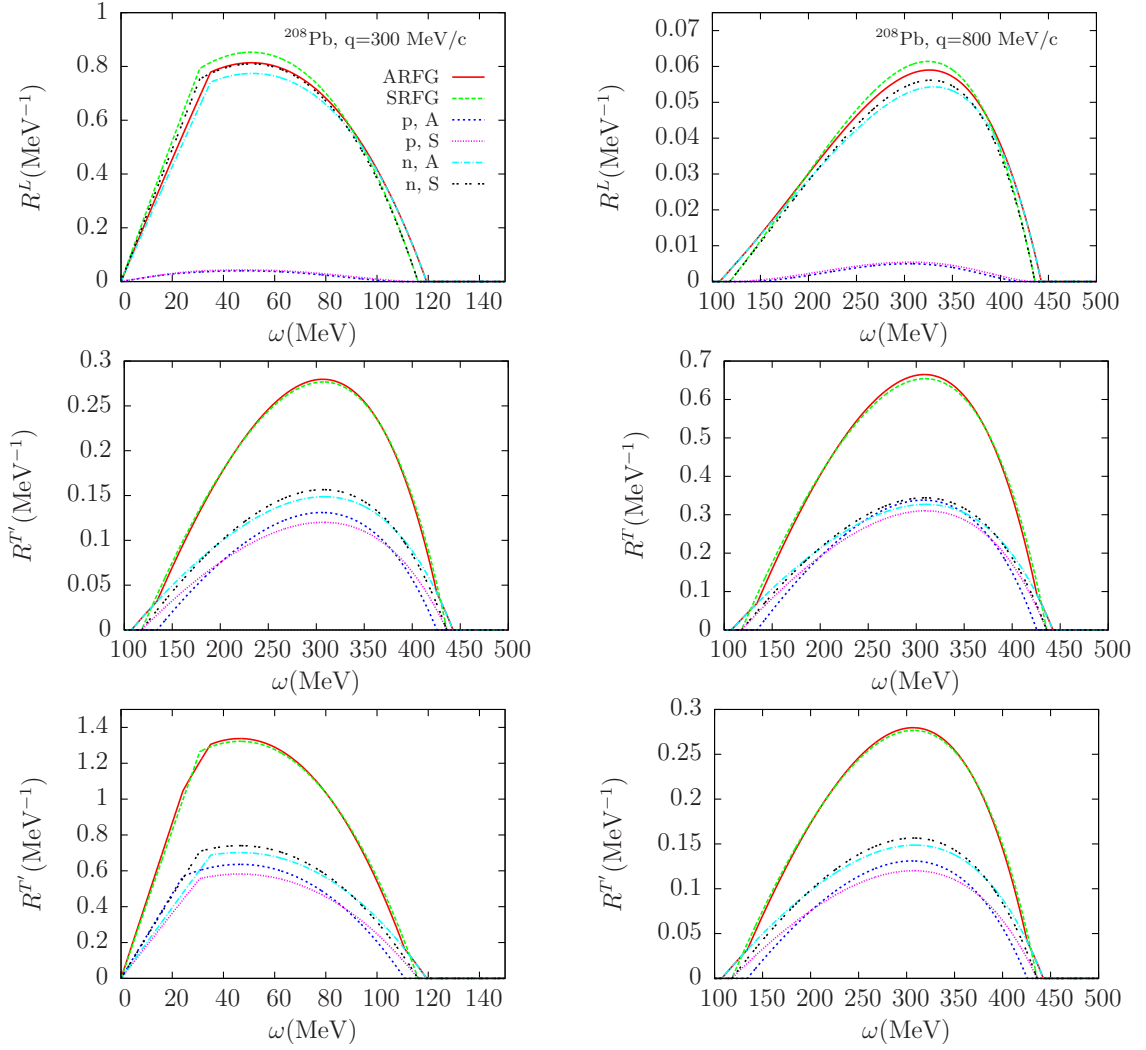 ²⁰⁸Pb, q=300 MeV/c
ARFG
SRFG
p, A
p, S
n, A
n, S
R^L(MeV⁻¹)
1
0.8
0.6
0.4
0.2
0
0 20 40 60 80 100 120 140
ω(MeV)
²⁰⁸Pb, q=800 MeV/c
R^L(MeV⁻¹)
0.07
0.06
0.05
0.04
0.03
0.02
0.01
0
100 150 200 250 300 350 400 450 500
ω(MeV)
R^T′(MeV⁻¹)
0.3
0.25
0.2
0.15
0.1
0.05
0
100 150 200 250 300 350 400 450 500
ω(MeV)
R^T(MeV⁻¹)
0.7
0.6
0.5
0.4
0.3
0.2
0.1
0
100 150 200 250 300 350 400 450 500
ω(MeV)
R^T′(MeV⁻¹)
1.4
1.2
1
0.8
0.6
0.4
0.2
0
0 20 40 60 80 100 120 140
ω(MeV)
R^T′(MeV⁻¹)
0.3
0.25
0.2
0.15
0.1
0.05
0
100 150 200 250 300 350 400 450 500
ω(MeV)